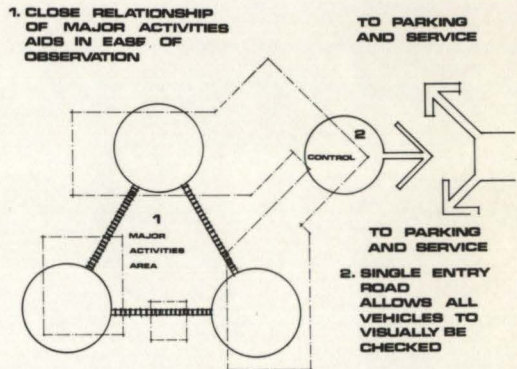 1. CLOSE RELATIONSHIP
OF MAJOR ACTIVITIES
AIDS IN EASE OF
OBSERVATION
TO PARKING
AND SERVICE
2
CONTROL
1
MAJOR
ACTIVITIES
AREA
TO PARKING
AND SERVICE
2. SINGLE ENTRY
ROAD
ALLOWS ALL
VEHICLES TO
VISUALLY BE
CHECKED